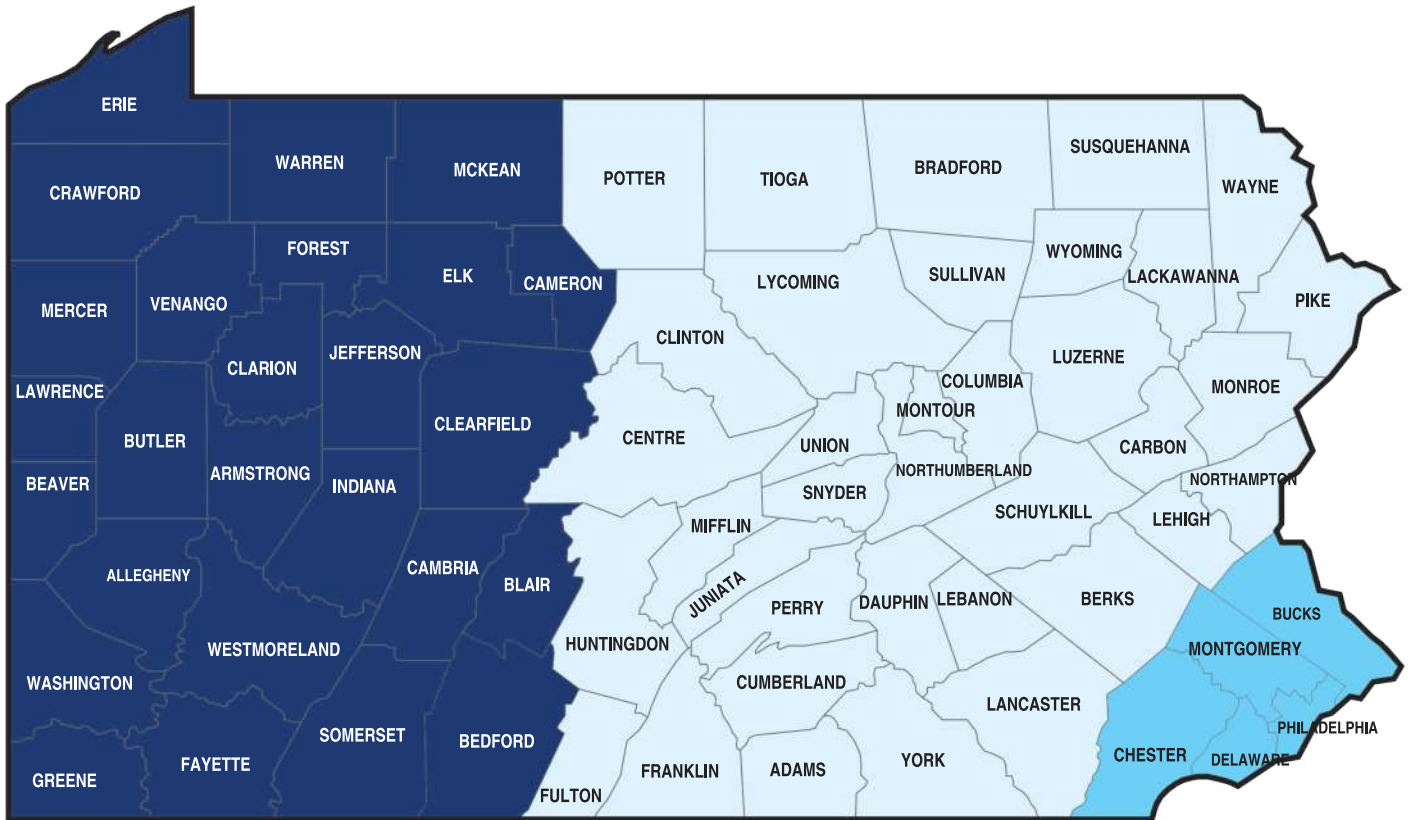 ERIE
WARREN
MCKEAN
POTTER
TIOGA
BRADFORD
SUSQUEHANNA
WAYNE
CRAWFORD
FOREST
ELK
CAMERON
SULLIVAN
WYOMING
LACKAWANNA
PIKE
MERCER
VENANGO
LYCOMING
CLINTON
CLARION
JEFFERSON
LUZERNE
MONROE
LAWRENCE
COLUMBIA
MONTOUR
BUTLER
CLEARFIELD
CENTRE
UNION
CARBON
BEAVER
ARMSTRONG
INDIANA
SNYDER
NORTHUMBERLAND
NORTHAMPTON
MIFFLIN
SCHUYLKILL
LEHIGH
ALLEGHENY
CAMBRIA
BLAIR
JUNIATA
PERRY
DAUPHIN
LEBANON
BERKS
BUCKS
WESTMORELAND
HUNTINGDON
MONTGOMERY
WASHINGTON
CUMBERLAND
LANCASTER
PHILADELPHIA
SOMERSET
BEDFORD
GREENE
FAYETTE
FULTON
FRANKLIN
ADAMS
YORK
CHESTER
DELAWARE